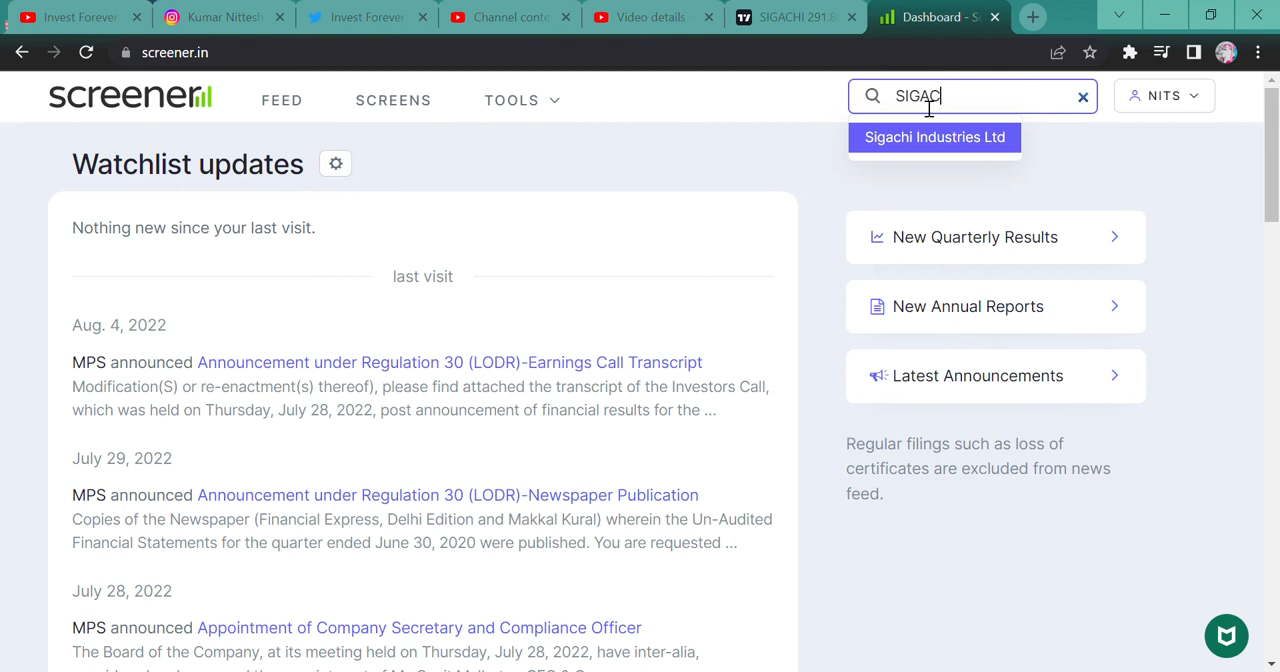 Invest Forever
Kumar Nittesh
Invest Forever
Channel conte
Video details -
SIGACHI 291.8
Dashboard - S
screener.in
screener
FEED
SCREENS
TOOLS
SIGAC
NITS
Sigachi Industries Ltd
Watchlist updates
Nothing new since your last visit.
last visit
Aug. 4, 2022
MPS announced Announcement under Regulation 30 (LODR)-Earnings Call Transcript
Modification(S) or re-enactment(s) thereof), please find attached the transcript of the Investors Call,
which was held on Thursday, July 28, 2022, post announcement of financial results for the ...
July 29, 2022
MPS announced Announcement under Regulation 30 (LODR)-Newspaper Publication
Copies of the Newspaper (Financial Express, Delhi Edition and Makkal Kural) wherein the Un-Audited
Financial Statements for the quarter ended June 30, 2020 were published. You are requested ...
July 28, 2022
MPS announced Appointment of Company Secretary and Compliance Officer
The Board of the Company, at its meeting held on Thursday, July 28, 2022, have inter-alia,
New Quarterly Results
New Annual Reports
Latest Announcements
Regular filings such as loss of
certificates are excluded from news
feed.